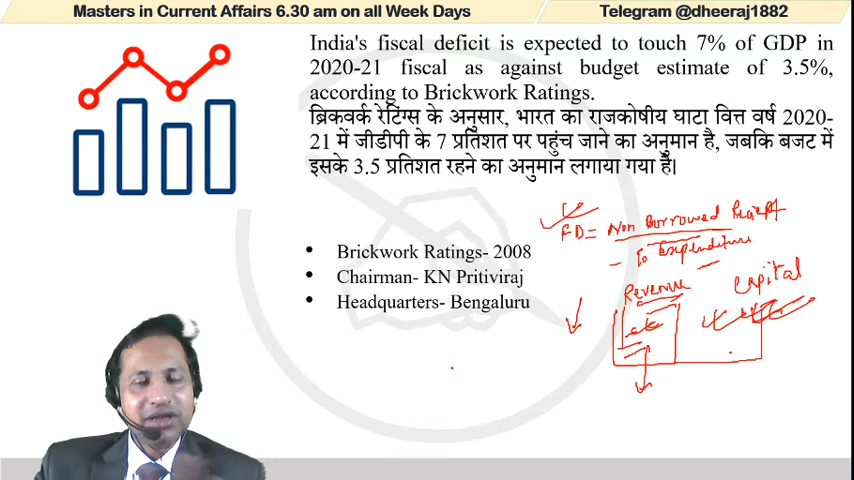 Masters in Current Affairs 6.30 am on all Week Days
Telegram @dheeraj1882
India's fiscal deficit is expected to touch 7% of GDP in
2020-21 fiscal as against budget estimate of 3.5%,
according to Brickwork Ratings.
ब्रिकवर्क रेटिंग्स के अनुसार, भारत का राजकोषीय घाटा वित्त वर्ष 2020-
21 में जीडीपी के 7 प्रतिशत पर पहुंच जाने का अनुमान है, जबकि बजट में
इसके 3.5 प्रतिशत रहने का अनुमान लगाया गया है।
FD = Non Borrowed Receipt
- To Expenditure
Revenue
Capital
• Brickwork Ratings- 2008
• Chairman- KN Pritiviraj
• Headquarters- Bengaluru